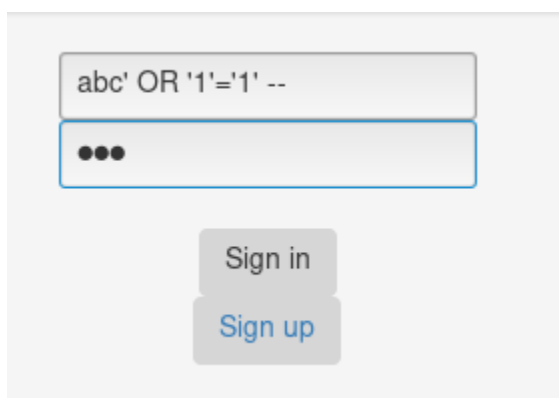 abc' OR '1'='1' --
●●●
Sign in
Sign up